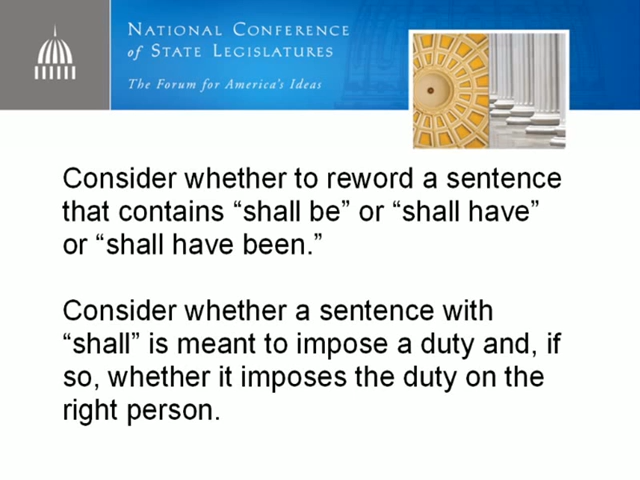 NATIONAL CONFERENCE
of STATE LEGISLATURES
The Forum for America's Ideas
Consider whether to reword a sentence
that contains “shall be” or “shall have”
or “shall have been.”
Consider whether a sentence with
“shall” is meant to impose a duty and, if
so, whether it imposes the duty on the
right person.